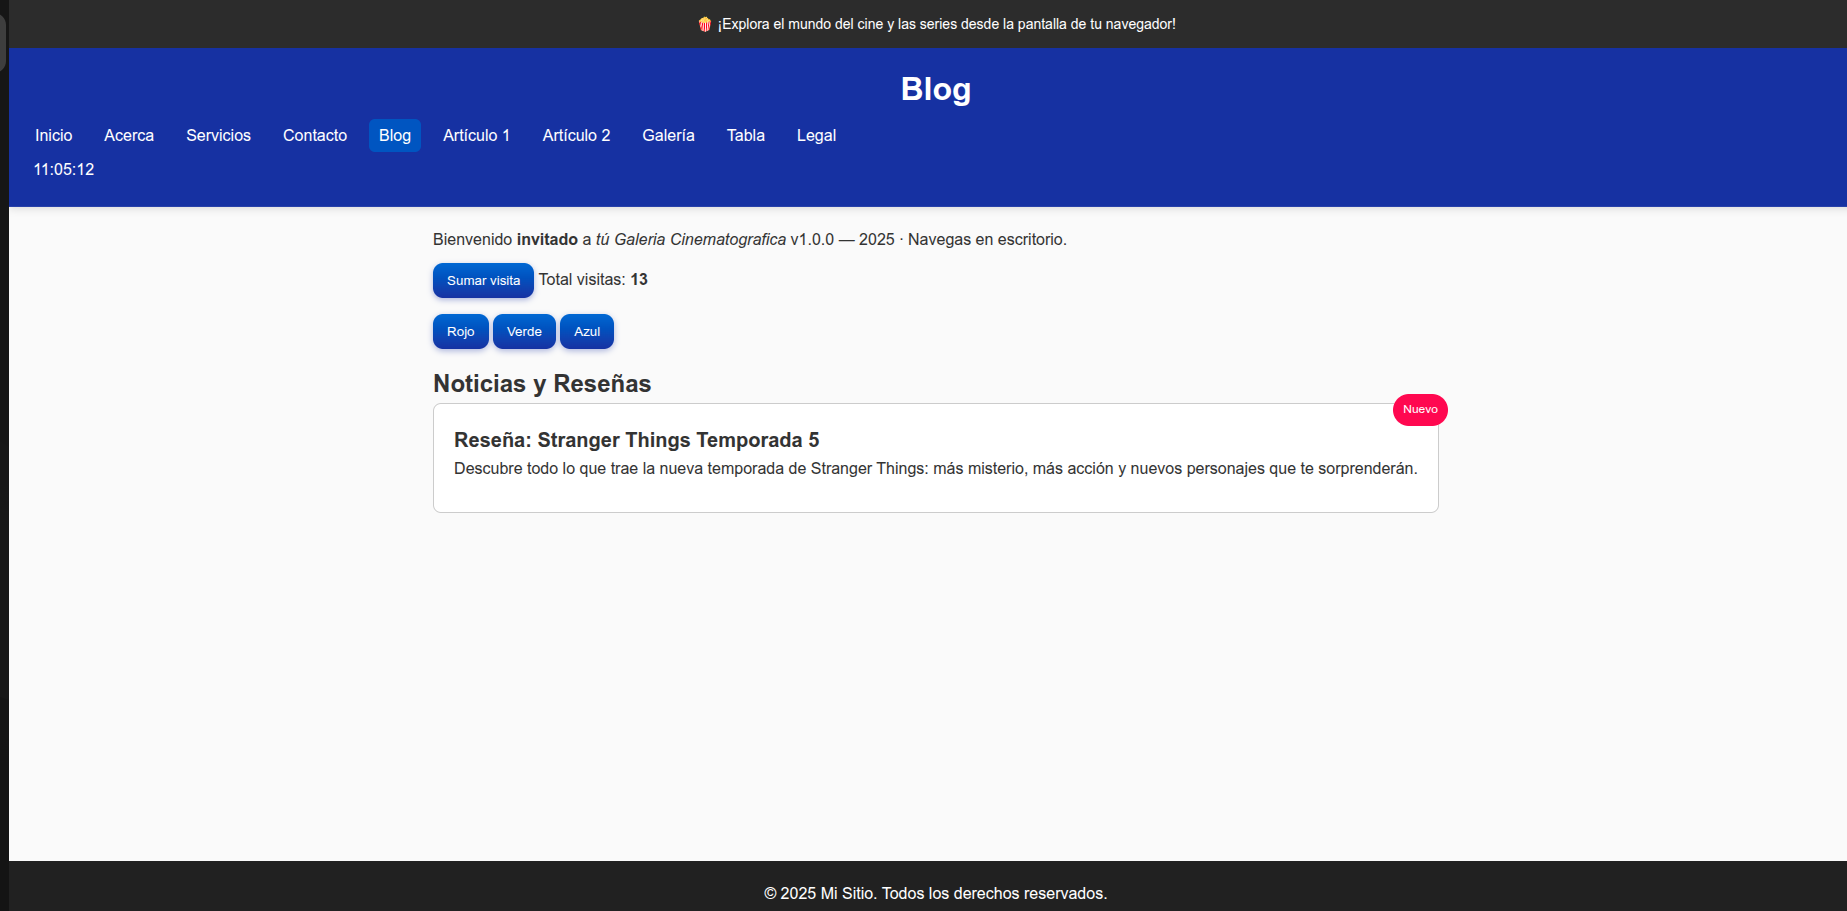 🍿 ¡Explora el mundo del cine y las series desde la pantalla de tu navegador!
Blog
Inicio Acerca Servicios Contacto Blog Artículo 1 Artículo 2 Galería Tabla Legal
11:05:12
Bienvenido invitado a tú Galeria Cinematografica v1.0.0 — 2025 · Navegas en escritorio.
Sumar visita Total visitas: 13
Rojo Verde Azul
Noticias y Reseñas
Nuevo
Reseña: Stranger Things Temporada 5
Descubre todo lo que trae la nueva temporada de Stranger Things: más misterio, más acción y nuevos personajes que te sorprenderán.
© 2025 Mi Sitio. Todos los derechos reservados.